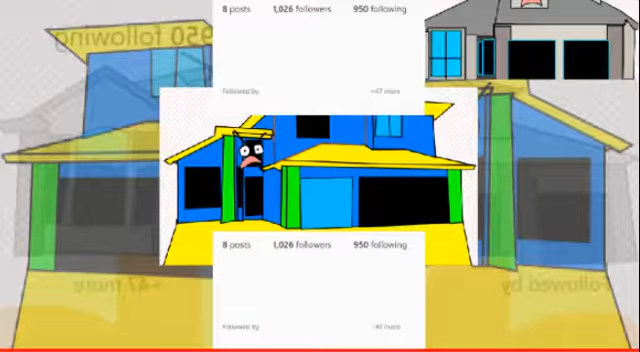 8 posts 1,026 followers 950 following
950 following
Followed by +47 more
8 posts 1,026 followers 950 following
+47 more
Followed by
Followed by +47 more